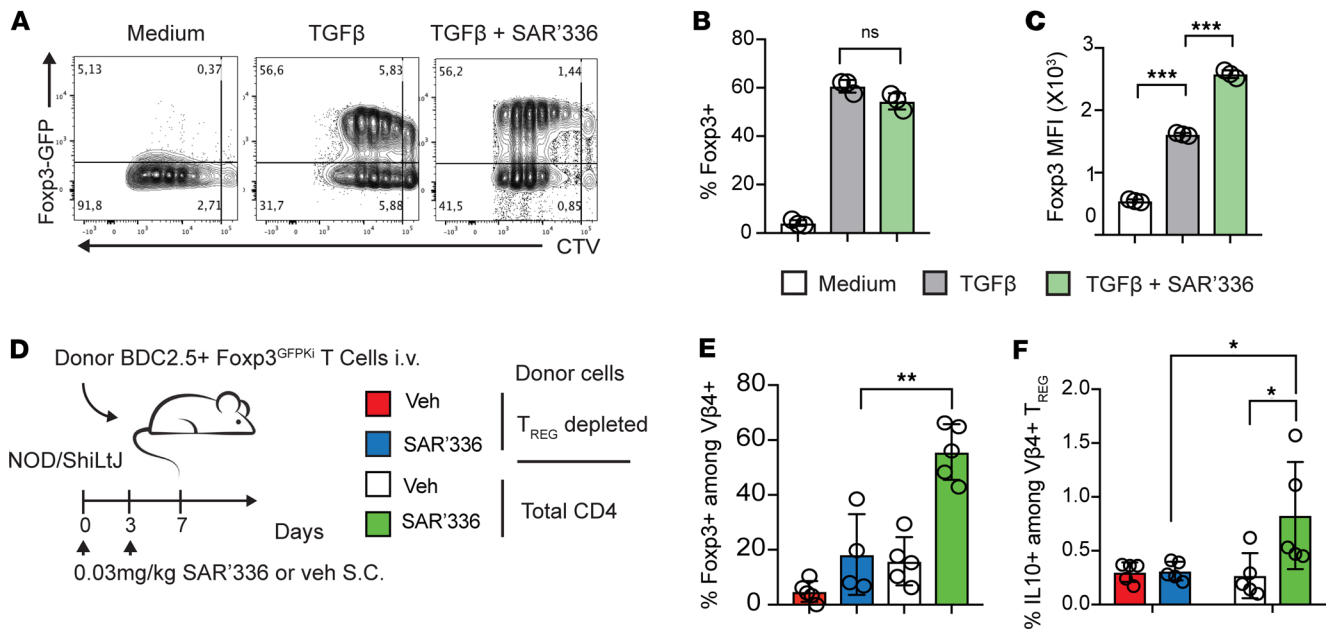 A
Medium
TGFβ
TGFβ + SAR'336
5,13
0,37
56,6
5,83
56,2
1,44
91,8
2,71
31,7
5,88
41,5
0,85
Foxp3-GFP
CTV
B
ns
80
60
40
20
0
% Foxp3+
C
***
***
3
2
1
0
Foxp3 MFI (X10³)
Medium
TGFβ
TGFβ + SAR'336
D
Donor BDC2.5+ Foxp3^GFPKi T Cells i.v.
NOD/ShiLtJ
0
3
7
Days
0.03mg/kg SAR'336 or veh S.C.
Donor cells
Veh
SAR'336
T_REG depleted
Veh
SAR'336
Total CD4
E
**
80
60
40
20
0
% Foxp3+ among Vβ4+
F
*
*
2.0
1.5
1.0
0.5
0.0
% IL10+ among Vβ4+ T_REG